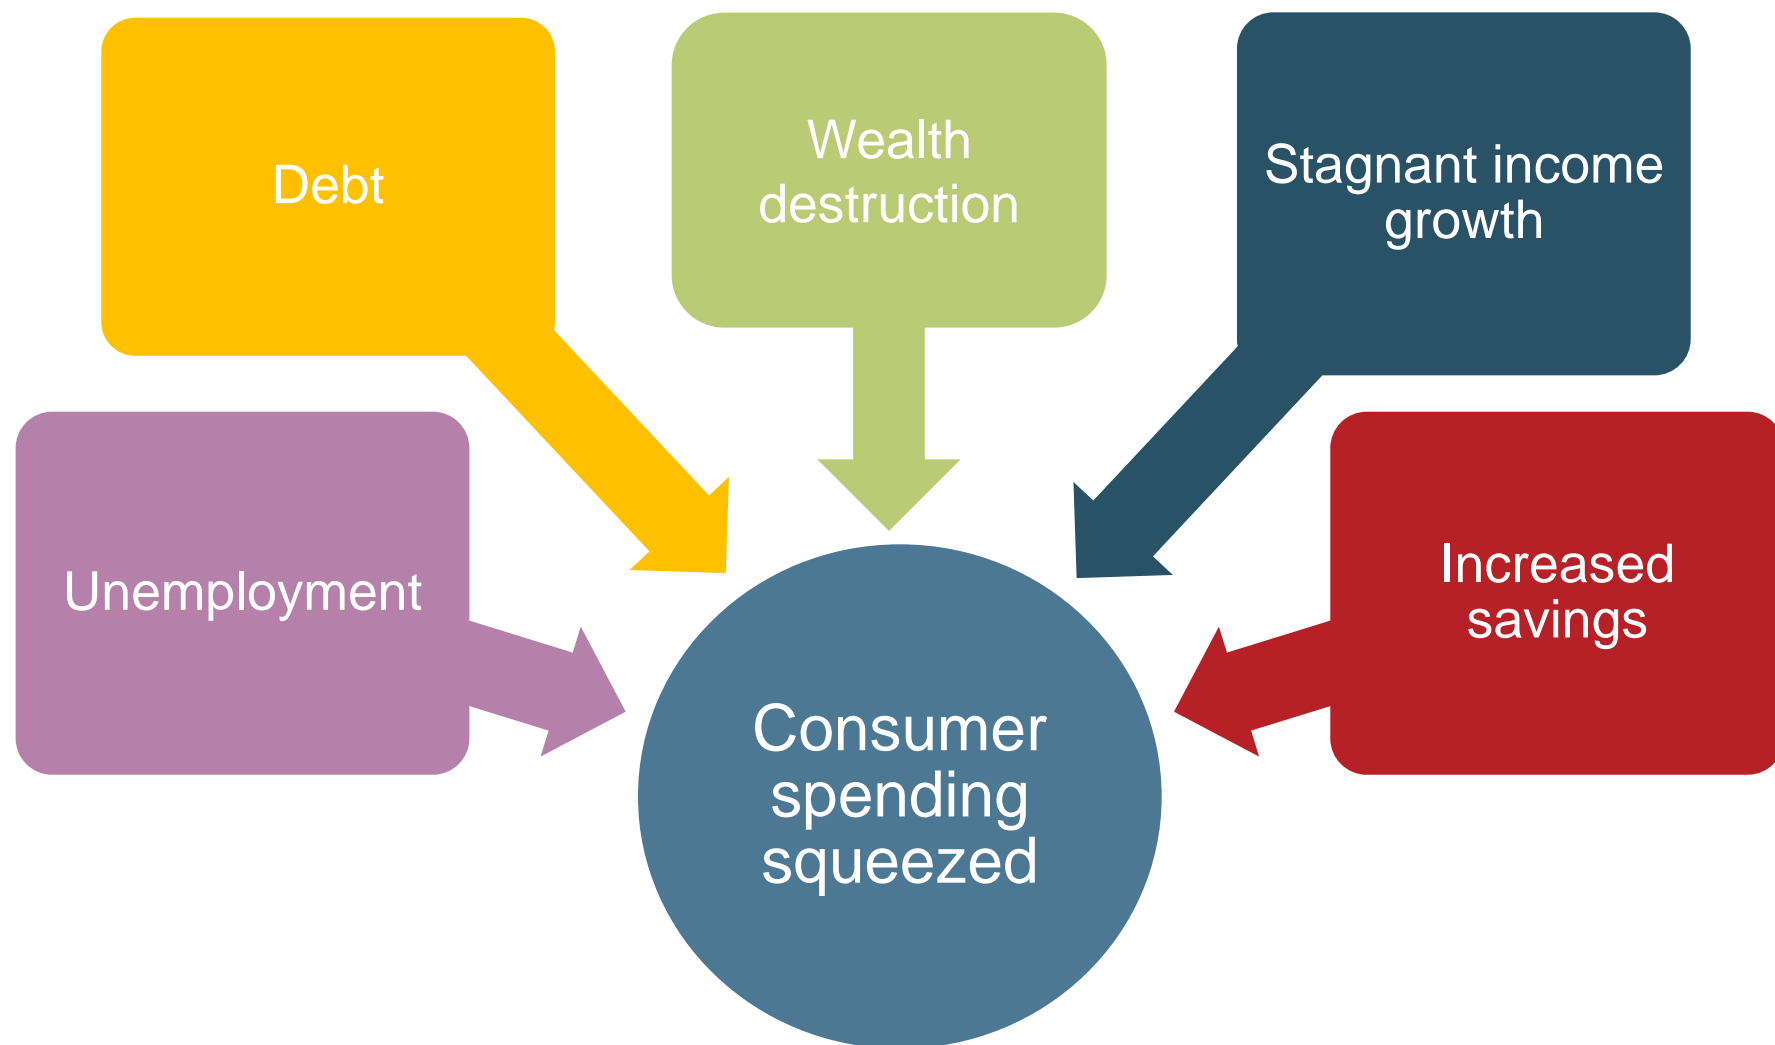 Debt
Wealth
destruction
Stagnant income
growth
Unemployment
Increased
savings
Consumer
spending
squeezed